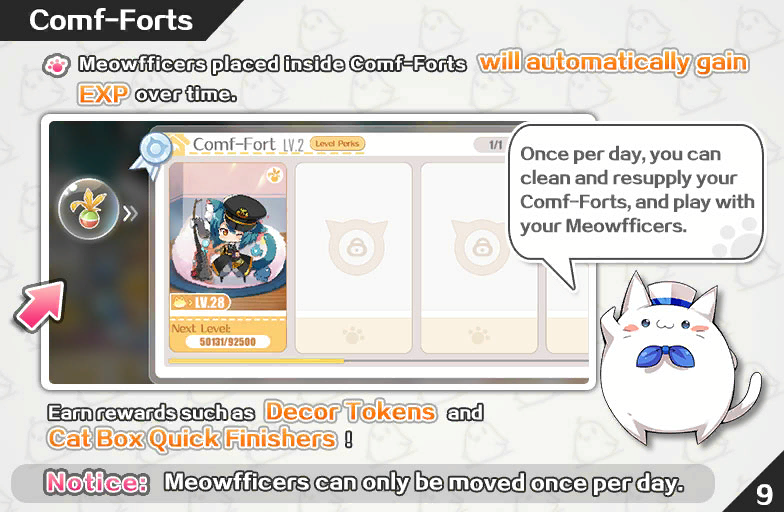 Comf-Forts
Meowfficers placed inside Comf-Forts will automatically gain
EXP over time.
Comf-Fort LV.2 Level Perks 1/1
Once per day, you can
clean and resupply your
Comf-Forts, and play with
your Meowfficers.
LV.28
Next Level:
50131/92500
Earn rewards such as Decor Tokens and
Cat Box Quick Finishers !
Notice: Meowfficers can only be moved once per day.
9